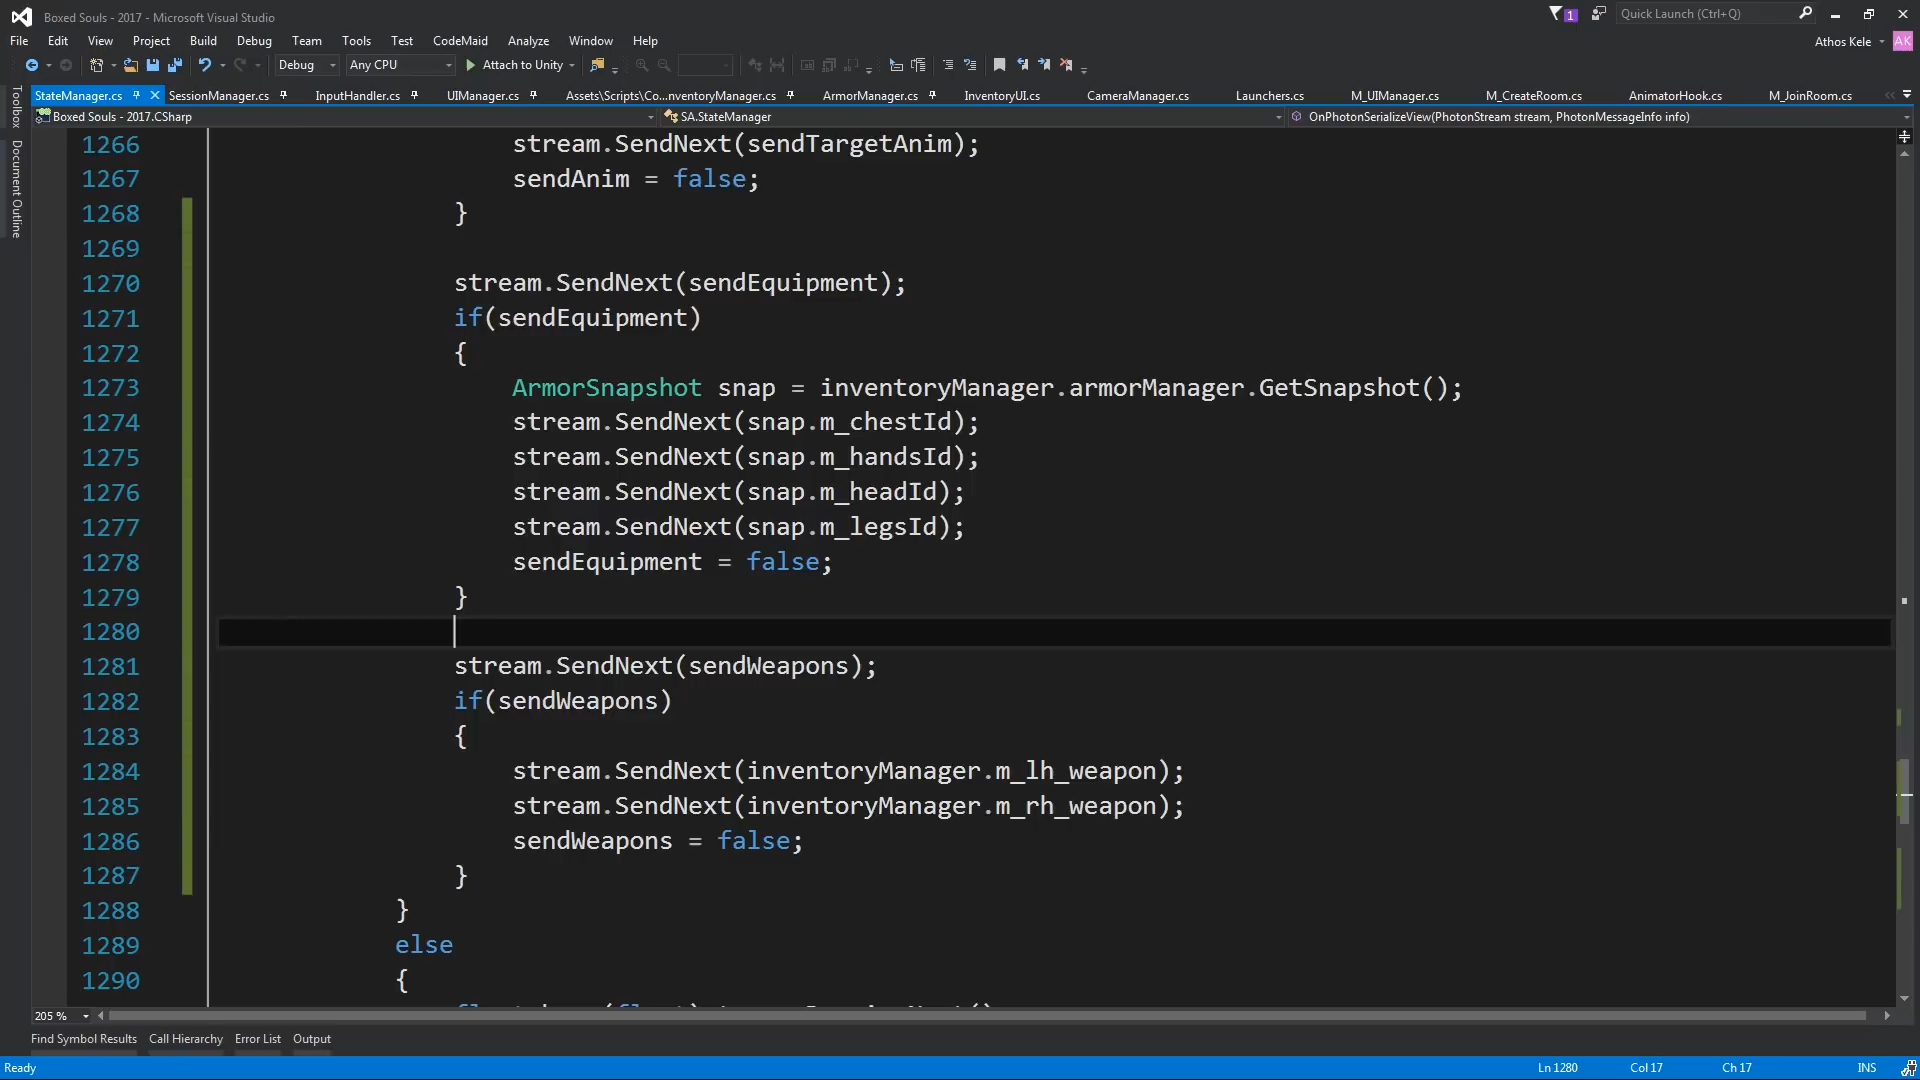 Boxed Souls - 2017 - Microsoft Visual Studio
1
Quick Launch (Ctrl+Q)
File Edit View Project Build Debug Team Tools Test CodeMaid Analyze Window Help
Athos Kele AK
Debug Any CPU Attach to Unity
StateManager.cs SessionManager.cs InputHandler.cs UIManager.cs Assets\Scripts\Co...nventoryManager.cs ArmorManager.cs InventoryUI.cs CameraManager.cs Launchers.cs M_UIManager.cs M_CreateRoom.cs AnimatorHook.cs M_JoinRoom.cs
Boxed Souls - 2017.CSharp SA.StateManager OnPhotonSerializeView(PhotonStream stream, PhotonMessageInfo info)
Toolbox
Document Outline
1266 stream.SendNext(sendTargetAnim);
1267 sendAnim = false;
1268 }
1269
1270 stream.SendNext(sendEquipment);
1271 if(sendEquipment)
1272 {
1273 ArmorSnapshot snap = inventoryManager.armorManager.GetSnapshot();
1274 stream.SendNext(snap.m_chestId);
1275 stream.SendNext(snap.m_handsId);
1276 stream.SendNext(snap.m_headId);
1277 stream.SendNext(snap.m_legsId);
1278 sendEquipment = false;
1279 }
1280
1281 stream.SendNext(sendWeapons);
1282 if(sendWeapons)
1283 {
1284 stream.SendNext(inventoryManager.m_lh_weapon);
1285 stream.SendNext(inventoryManager.m_rh_weapon);
1286 sendWeapons = false;
1287 }
1288 }
1289 else
1290 {
205 %
Find Symbol Results Call Hierarchy Error List Output
Ready Ln 1280 Col 17 Ch 17 INS